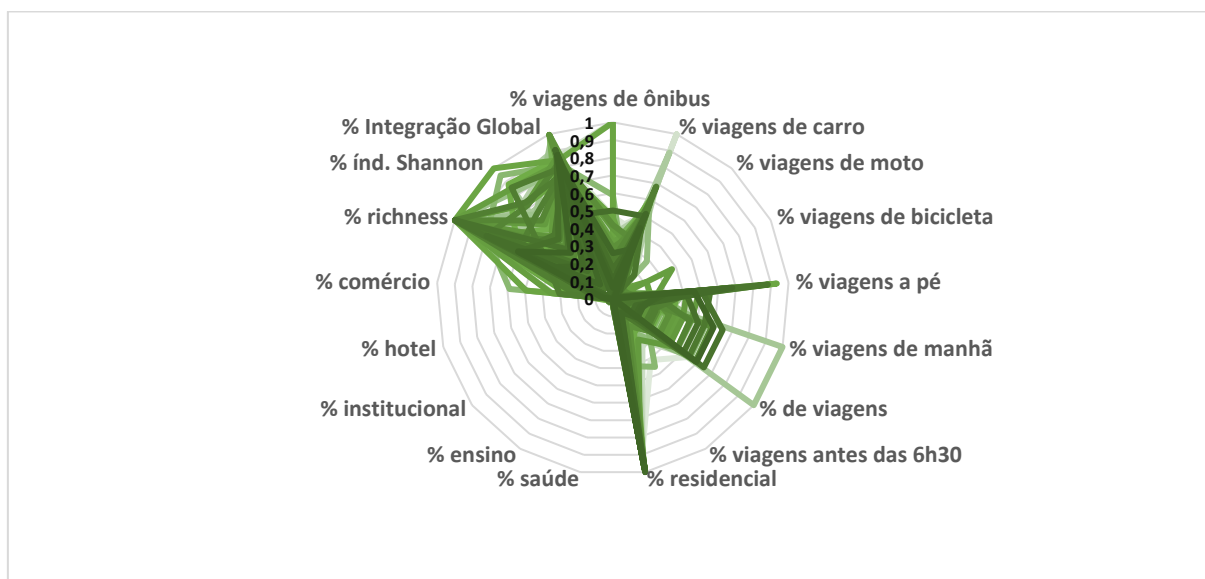 % viagens de ônibus
% viagens de carro
% viagens de moto
% viagens de bicicleta
% viagens a pé
% viagens de manhã
% de viagens
% viagens antes das 6h30
% residencial
% saúde
% ensino
% institucional
% hotel
% comércio
% richness
% índ. Shannon
% Integração Global
1
0,9
0,8
0,7
0,6
0,5
0,4
0,3
0,2
0,1
0